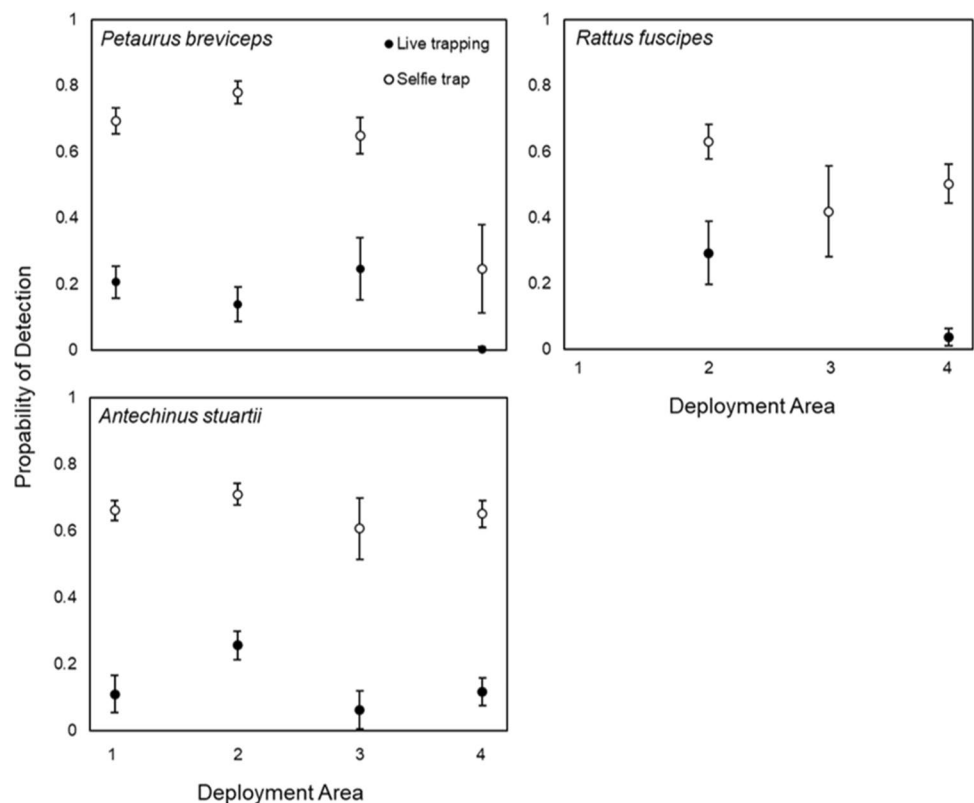 Petaurus breviceps
Live trapping
Selfie trap
1
0.8
0.6
0.4
0.2
0
Rattus fuscipes
1
0.8
0.6
0.4
0.2
0
1 2 3 4
Deployment Area
Propability of Detection
Antechinus stuartii
1
0.8
0.6
0.4
0.2
0
1 2 3 4
Deployment Area